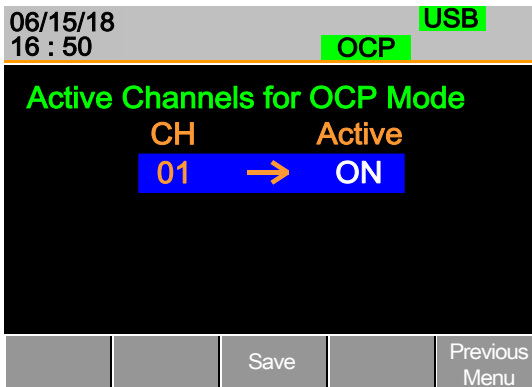 06/15/18
USB
16 : 50
OCP
Active Channels for OCP Mode
CH Active
01 → ON
Save
Previous
Menu